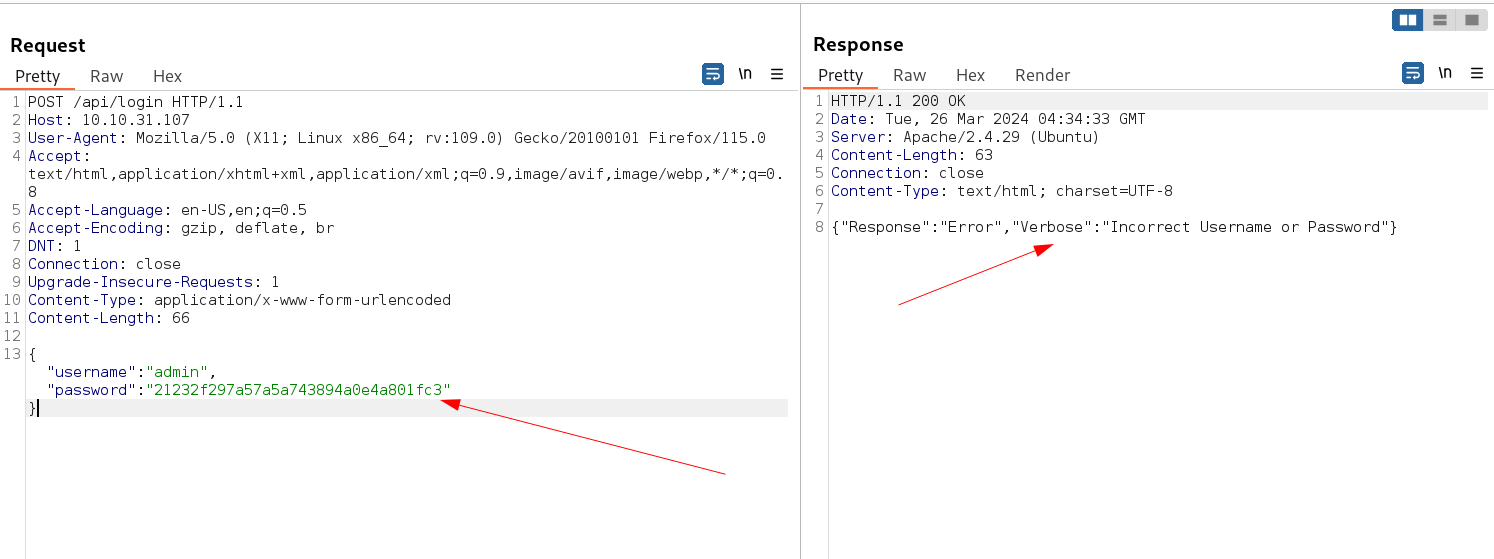 Request
Pretty Raw Hex \n
1 POST /api/login HTTP/1.1
2 Host: 10.10.31.107
3 User-Agent: Mozilla/5.0 (X11; Linux x86_64; rv:109.0) Gecko/20100101 Firefox/115.0
4 Accept:
text/html,application/xhtml+xml,application/xml;q=0.9,image/avif,image/webp,*/*;q=0.
8
5 Accept-Language: en-US,en;q=0.5
6 Accept-Encoding: gzip, deflate, br
7 DNT: 1
8 Connection: close
9 Upgrade-Insecure-Requests: 1
10 Content-Type: application/x-www-form-urlencoded
11 Content-Length: 66
12
13 {
"username":"admin",
"password":"21232f297a57a5a743894a0e4a801fc3"
}
Response
Pretty Raw Hex Render \n
1 HTTP/1.1 200 OK
2 Date: Tue, 26 Mar 2024 04:34:33 GMT
3 Server: Apache/2.4.29 (Ubuntu)
4 Content-Length: 63
5 Connection: close
6 Content-Type: text/html; charset=UTF-8
7
8 {"Response":"Error","Verbose":"Incorrect Username or Password"}